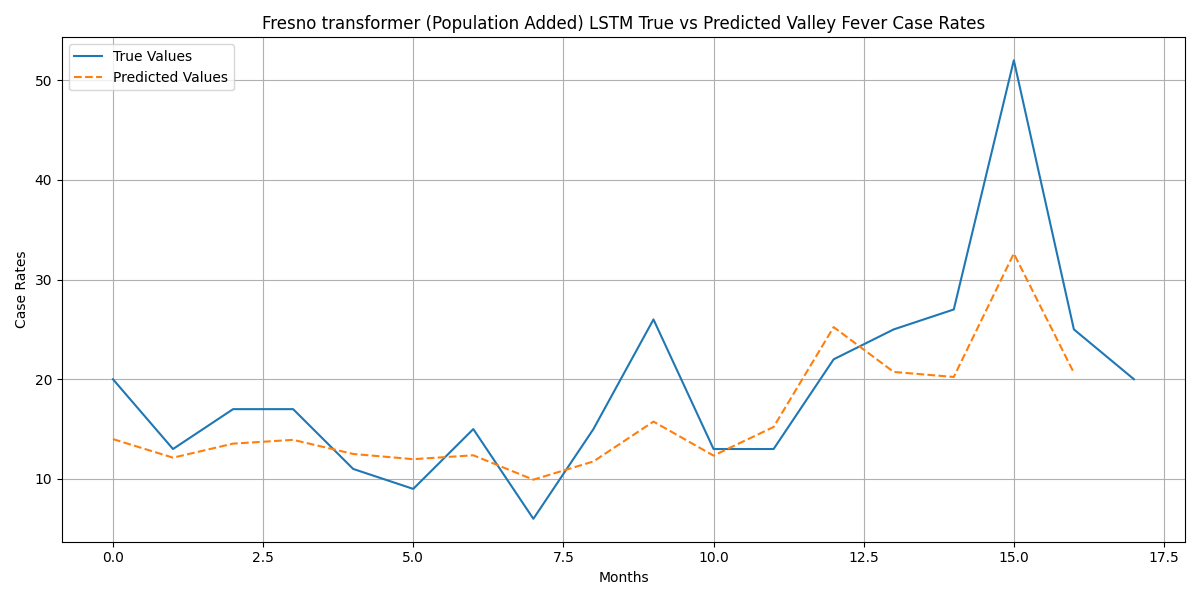 Fresno transformer (Population Added) LSTM True vs Predicted Valley Fever Case Rates
True Values
Predicted Values
Case Rates
50
40
30
20
10
0.0 2.5 5.0 7.5 10.0 12.5 15.0 17.5
Months